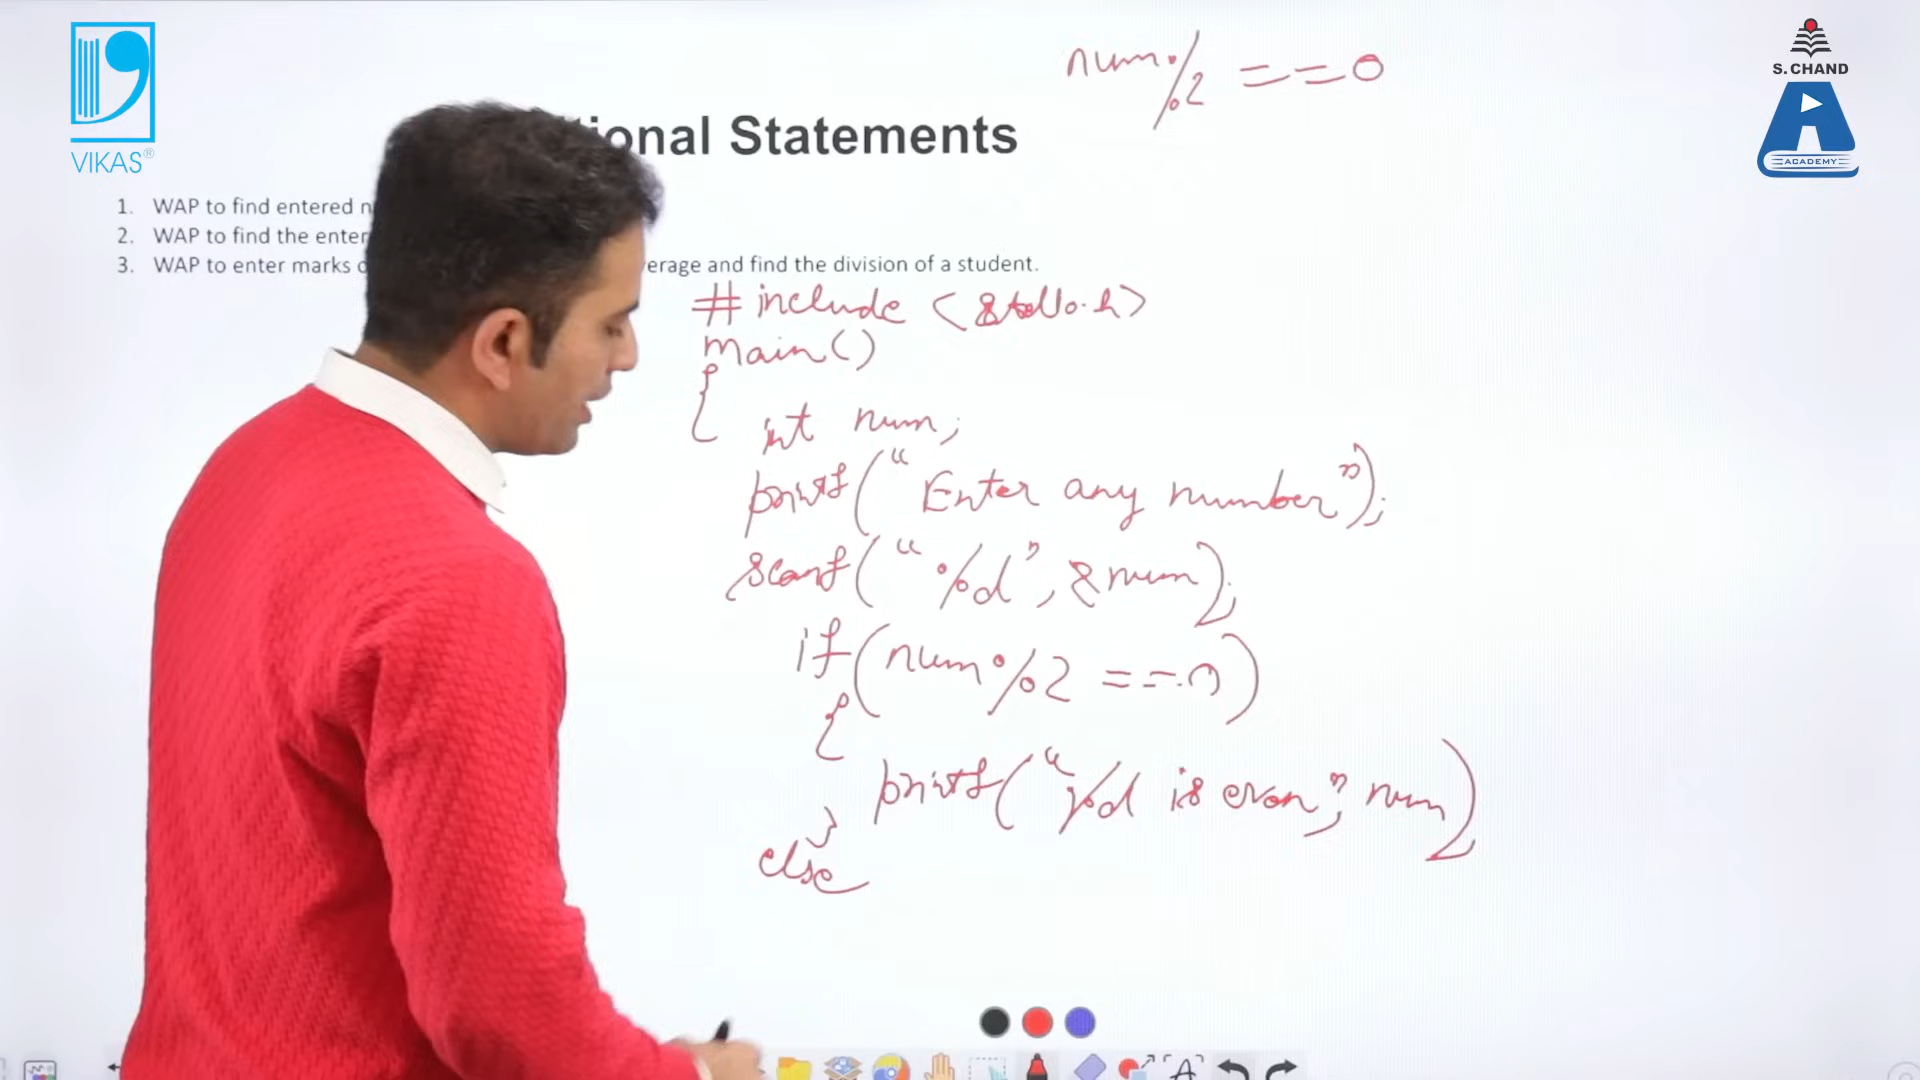 VIKAS®
num%2 ==0
S. CHAND
ACADEMY
tional Statements
1. WAP to find entered n
2. WAP to find the enter
3. WAP to enter marks o erage and find the division of a student.
#include <stdio.h>
main()
{
int num;
printf("Enter any number");
scanf("%d", &num);
if(num%2 ==0)
{
printf("%d is even", num)
}
else
A